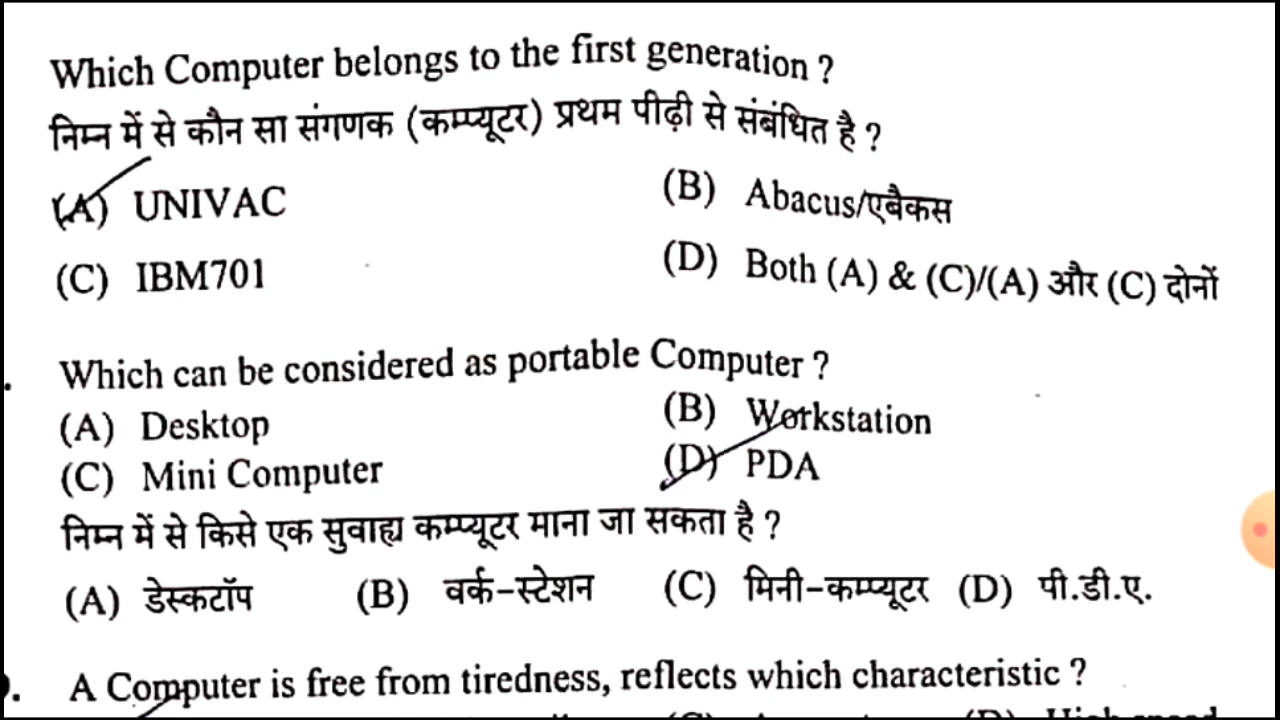 Which Computer belongs to the first generation ?
निम्न में से कौन सा संगणक (कम्प्यूटर) प्रथम पीढ़ी से संबंधित है ?
(A) UNIVAC (B) Abacus/एबैकस
(C) IBM701 (D) Both (A) & (C)/(A) और (C) दोनों
. Which can be considered as portable Computer ?
(A) Desktop (B) Workstation
(C) Mini Computer (D) PDA
निम्न में से किसे एक सुवाह्य कम्प्यूटर माना जा सकता है ?
(A) डेस्कटॉप (B) वर्क-स्टेशन (C) मिनी-कम्प्यूटर (D) पी.डी.ए.
. A Computer is free from tiredness, reflects which characteristic ?
(C) (D) High speed